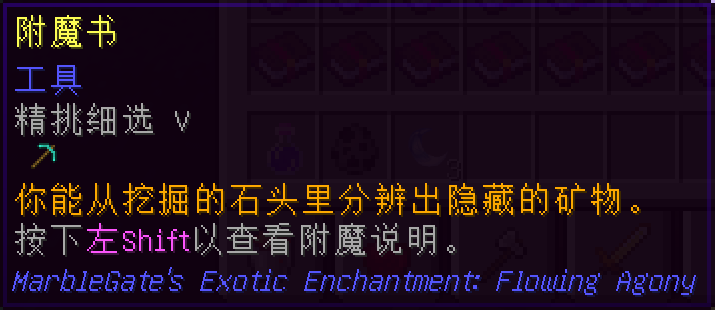 附魔书
工具
精挑细选 V
你能从挖掘的石头里分辨出隐藏的矿物。
按下左Shift以查看附魔说明。
MarbleGate's Exotic Enchantment: Flowing Agony